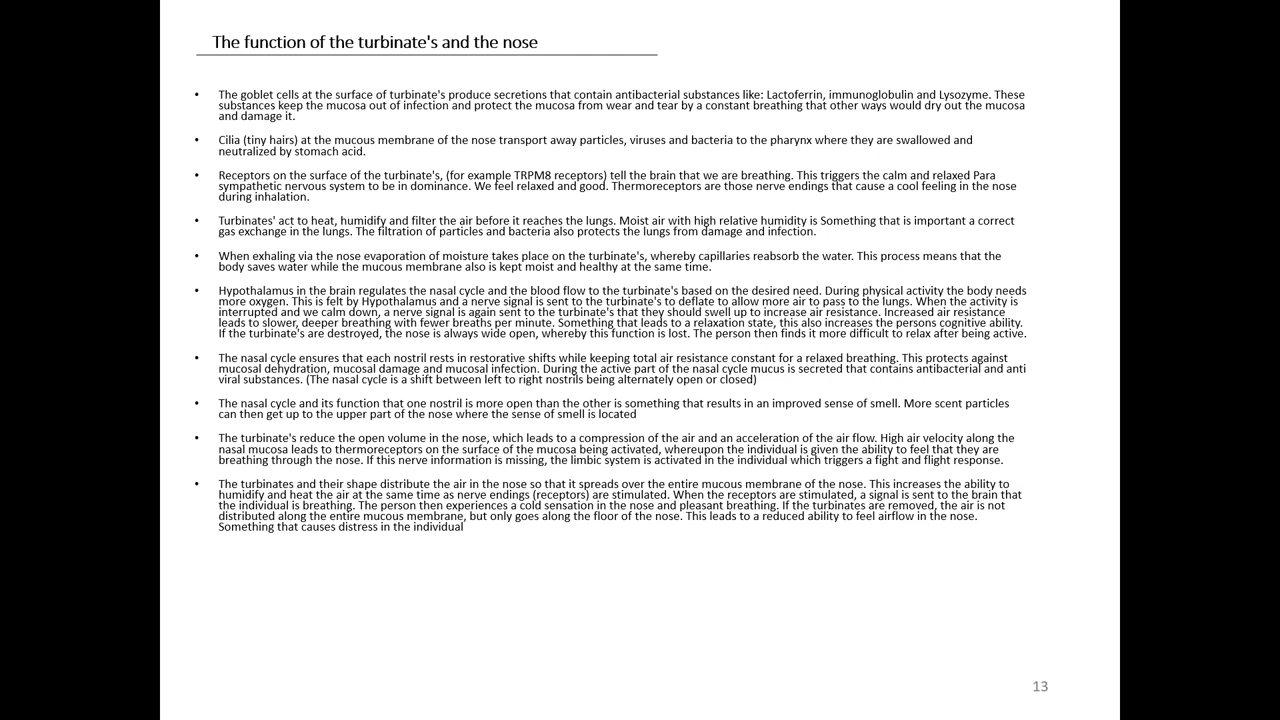 The function of the turbinate's and the nose
• The goblet cells at the surface of turbinate's produce secretions that contain antibacterial substances like: Lactoferrin, immunoglobulin and Lysozyme. These
substances keep the mucosa out of infection and protect the mucosa from wear and tear by a constant breathing that other ways would dry out the mucosa
and damage it.
• Cilia (tiny hairs) at the mucous membrane of the nose transport away particles, viruses and bacteria to the pharynx where they are swallowed and
neutralized by stomach acid.
• Receptors on the surface of the turbinate's, (for example TRPM8 receptors) tell the brain that we are breathing. This triggers the calm and relaxed Para
sympathetic nervous system to be in dominance. We feel relaxed and good. Thermoreceptors are those nerve endings that cause a cool feeling in the nose
during inhalation.
• Turbinates' act to heat, humidify and filter the air before it reaches the lungs. Moist air with high relative humidity is Something that is important a correct
gas exchange in the lungs. The filtration of particles and bacteria also protects the lungs from damage and infection.
• When exhaling via the nose evaporation of moisture takes place on the turbinate's, whereby capillaries reabsorb the water. This process means that the
body saves water while the mucous membrane also is kept moist and healthy at the same time.
• Hypothalamus in the brain regulates the nasal cycle and the blood flow to the turbinate's based on the desired need. During physical activity the body needs
more oxygen. This is felt by Hypothalamus and a nerve signal is sent to the turbinate's to deflate to allow more air to pass to the lungs. When the activity is
interrupted and we calm down, a nerve signal is again sent to the turbinate's that they should swell up to increase air resistance. Increased air resistance
leads to slower, deeper breathing with fewer breaths per minute. Something that leads to a relaxation state, this also increases the persons cognitive ability.
If the turbinate's are destroyed, the nose is always wide open, whereby this function is lost. The person then finds it more difficult to relax after being active.
• The nasal cycle ensures that each nostril rests in restorative shifts while keeping total air resistance constant for a relaxed breathing. This protects against
mucosal dehydration, mucosal damage and mucosal infection. During the active part of the nasal cycle mucus is secreted that contains antibacterial and anti
viral substances. (The nasal cycle is a shift between left to right nostrils being alternately open or closed)
• The nasal cycle and its function that one nostril is more open than the other is something that results in an improved sense of smell. More scent particles
can then get up to the upper part of the nose where the sense of smell is located
• The turbinate's reduce the open volume in the nose, which leads to a compression of the air and an acceleration of the air flow. High air velocity along the
nasal mucosa leads to thermoreceptors on the surface of the mucosa being activated, whereupon the individual is given the ability to feel that they are
breathing through the nose. If this nerve information is missing, the limbic system is activated in the individual which triggers a fight and flight response.
• The turbinates and their shape distribute the air in the nose so that it spreads over the entire mucous membrane of the nose. This increases the ability to
humidify and heat the air at the same time as nerve endings (receptors) are stimulated. When the receptors are stimulated, a signal is sent to the brain that
the individual is breathing. The person then experiences a cold sensation in the nose and pleasant breathing. If the turbinates are removed, the air is not
distributed along the entire mucous membrane, but only goes along the floor of the nose. This leads to a reduced ability to feel airflow in the nose.
Something that causes distress in the individual
13